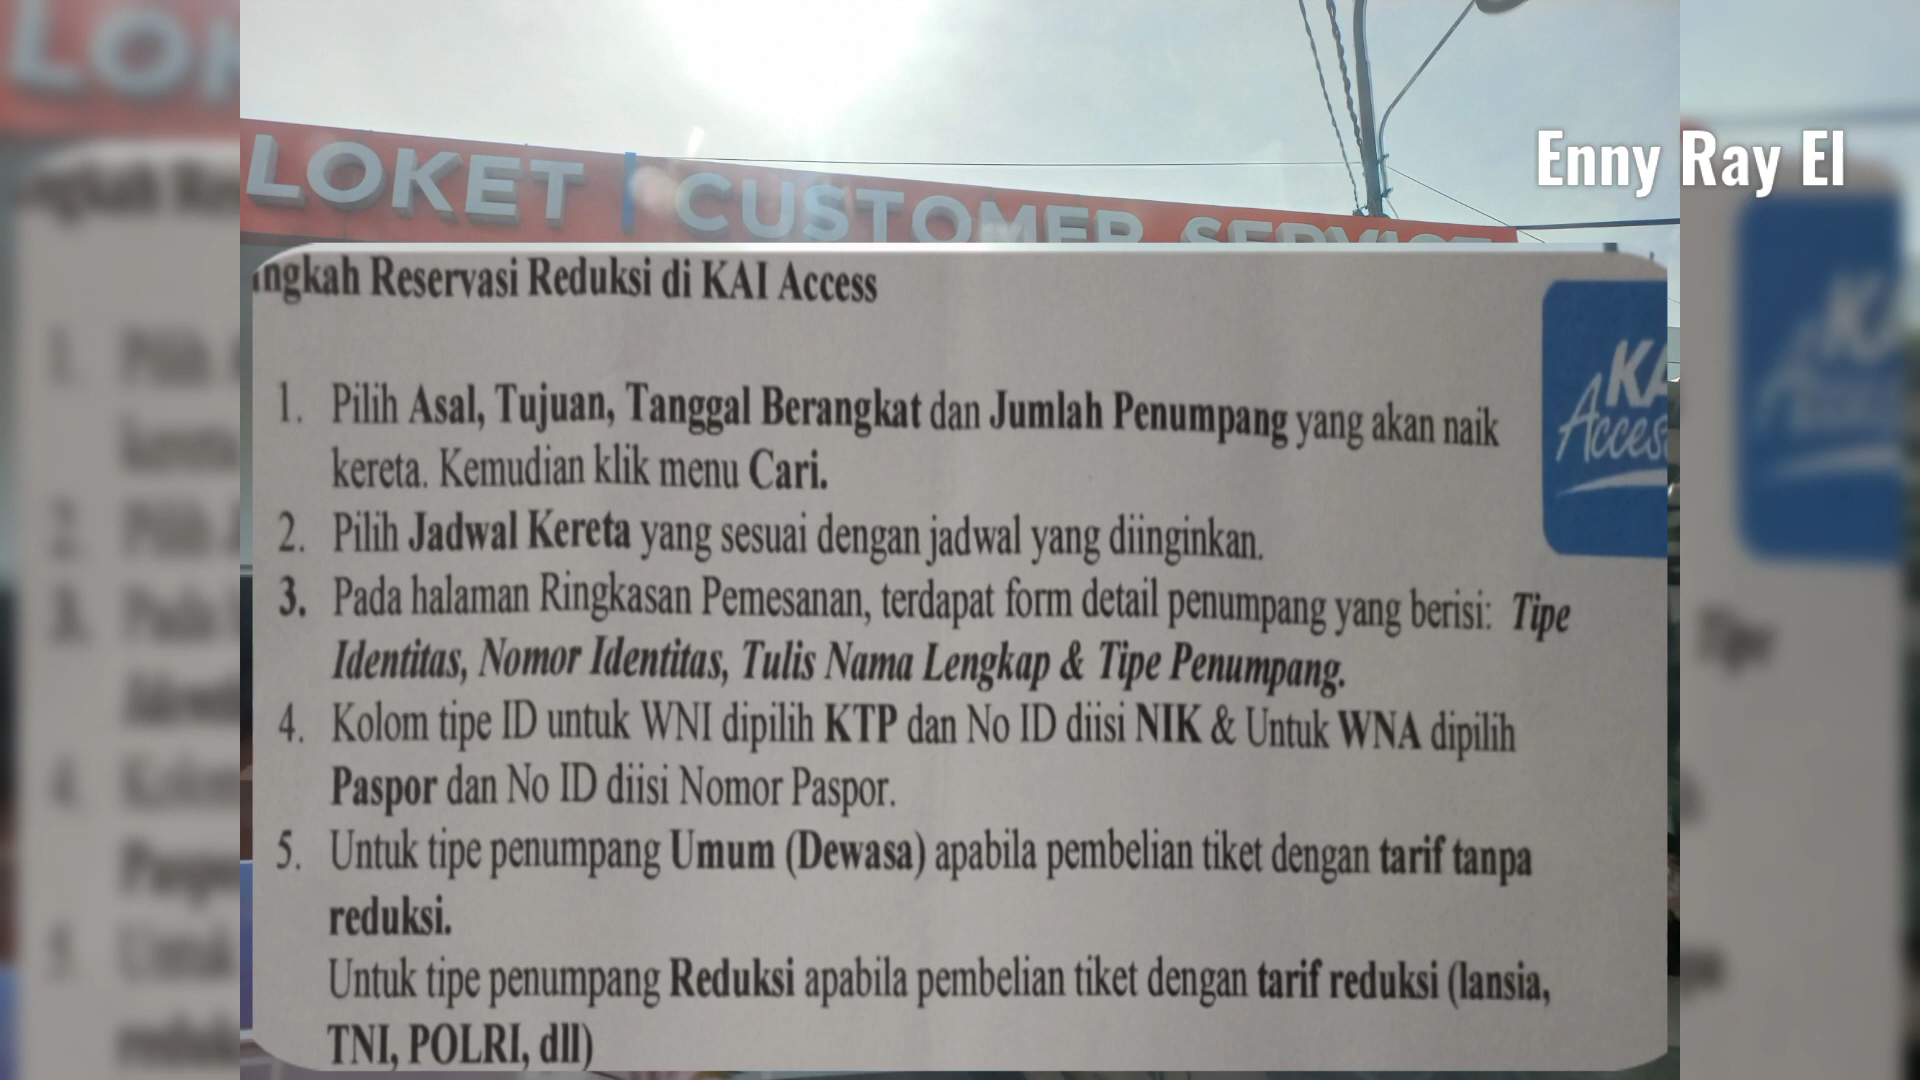 LOKET | CUSTOMER SERVICE
Enny Ray El
ngkah Reservasi Reduksi di KAI Access
KA
Acces
1. Pilih Asal, Tujuan, Tanggal Berangkat dan Jumlah Penumpang yang akan naik
kereta. Kemudian klik menu Cari.
2. Pilih Jadwal Kereta yang sesuai dengan jadwal yang diinginkan.
3. Pada halaman Ringkasan Pemesanan, terdapat form detail penumpang yang berisi: Tipe
Identitas, Nomor Identitas, Tulis Nama Lengkap & Tipe Penumpang.
4. Kolom tipe ID untuk WNI dipilih KTP dan No ID diisi NIK & Untuk WNA dipilih
Paspor dan No ID diisi Nomor Paspor.
5. Untuk tipe penumpang Umum (Dewasa) apabila pembelian tiket dengan tarif tanpa
reduksi.
Untuk tipe penumpang Reduksi apabila pembelian tiket dengan tarif reduksi (lansia,
TNI, POLRI, dll)